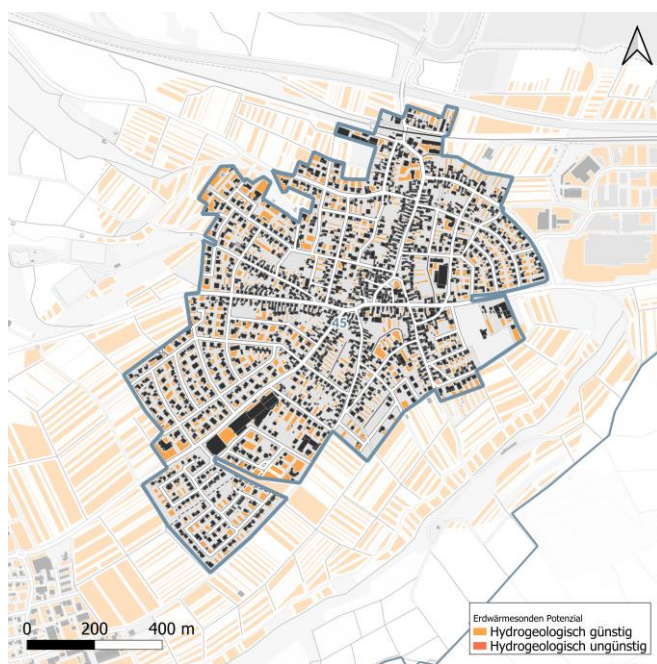 45
0 200 400 m
Erdwärmesonden Potenzial
Hydrogeologisch günstig
Hydrogeologisch ungünstig